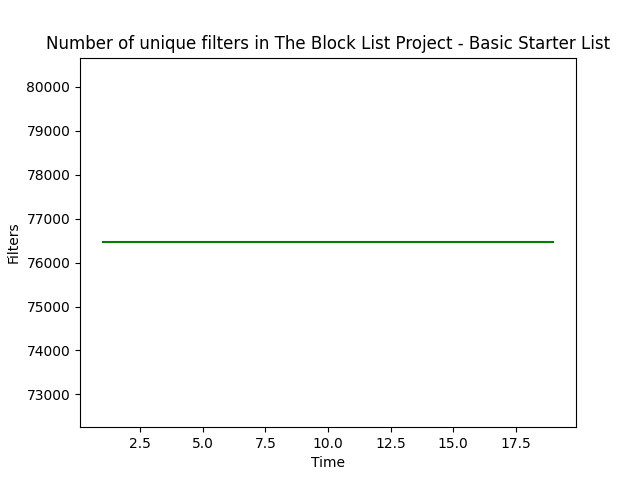 Number of unique filters in The Block List Project - Basic Starter List
80000
79000
78000
77000
76000
75000
74000
73000
Filters
2.5 5.0 7.5 10.0 12.5 15.0 17.5
Time